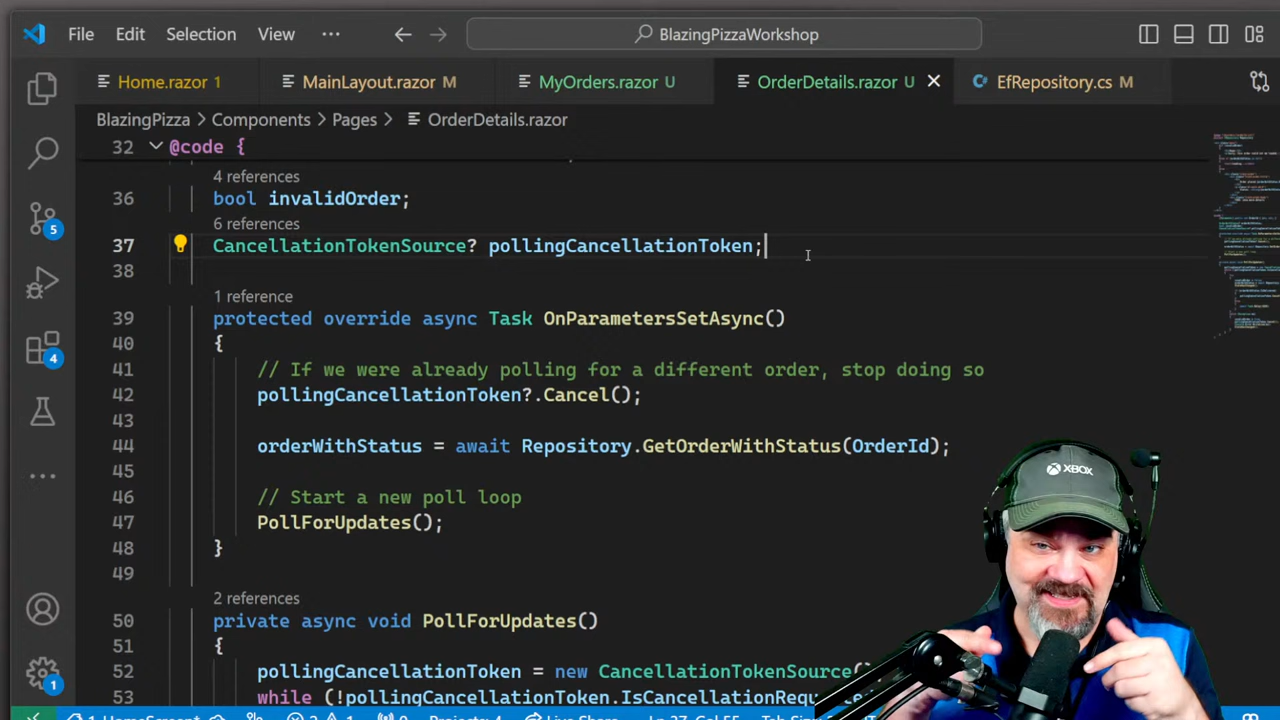 File Edit Selection View ··· BlazingPizzaWorkshop
Home.razor 1 MainLayout.razor M MyOrders.razor U OrderDetails.razor U EfRepository.cs M
BlazingPizza > Components > Pages > OrderDetails.razor
32 @code {
4 references
36 bool invalidOrder;
6 references
37 CancellationTokenSource? pollingCancellationToken;
38
1 reference
39 protected override async Task OnParametersSetAsync()
40 {
41 // If we were already polling for a different order, stop doing so
42 pollingCancellationToken?.Cancel();
43
44 orderWithStatus = await Repository.GetOrderWithStatus(OrderId);
45
46 // Start a new poll loop
47 PollForUpdates();
48 }
49
2 references
50 private async void PollForUpdates()
51 {
52 pollingCancellationToken = new CancellationTokenSource()
53 while (!pollingCancellationToken.IsCancellationRequ
5
4
1
XBOX